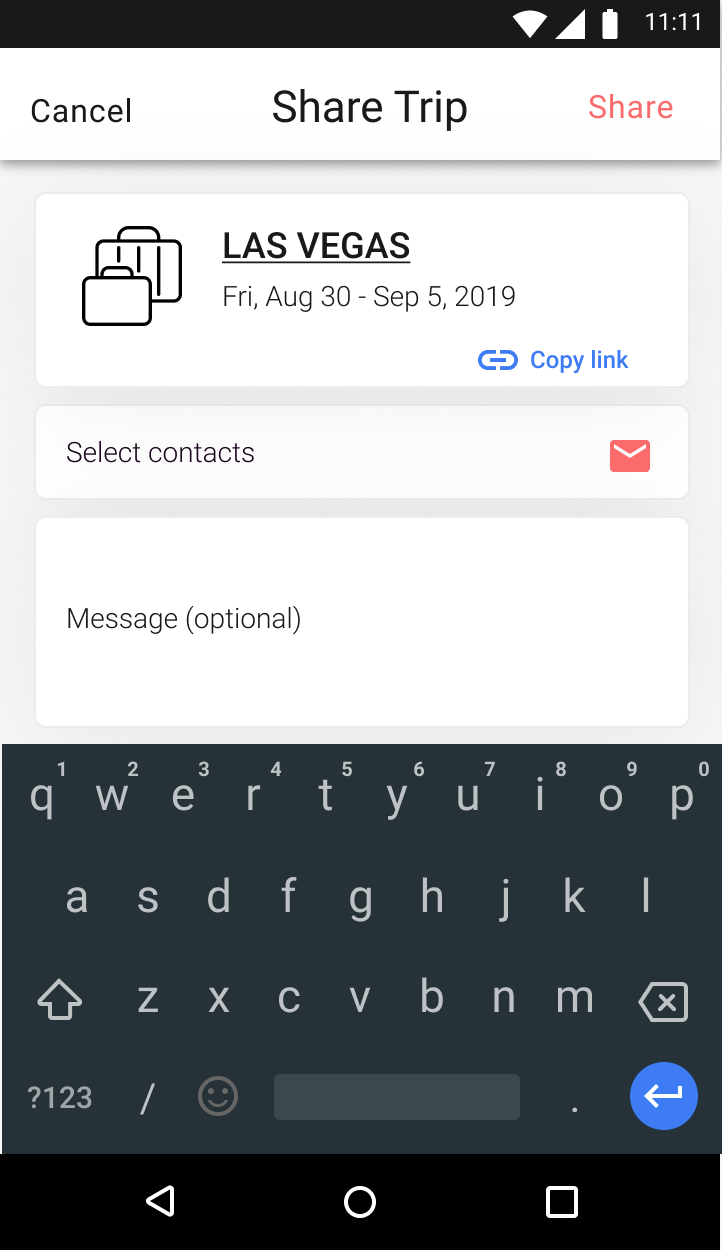 11:11
Cancel Share Trip Share
LAS VEGAS
Fri, Aug 30 - Sep 5, 2019
Copy link
Select contacts
Message (optional)
1 2 3 4 5 6 7 8 9 0
q w e r t y u i o p
a s d f g h j k l
z x c v b n m
?123 / .